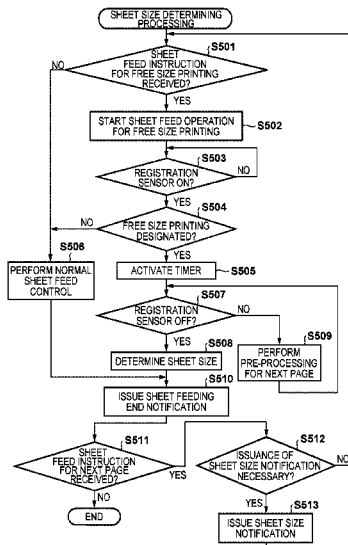 SHEET SIZE DETERMINING
PROCESSING
S501
SHEET
FEED INSTRUCTION
FOR FREE SIZE PRINTING
RECEIVED?
NO
YES
START SHEET FEED OPERATION
FOR FREE SIZE PRINTING
S502
S503
REGISTRATION
SENSOR ON?
NO
YES
S504
FREE SIZE PRINTING
DESIGNATED?
NO
YES
S506
PERFORM NORMAL
SHEET FEED
CONTROL
ACTIVATE TIMER
S505
S507
REGISTRATION
SENSOR OFF?
NO
YES
S508
DETERMINE SHEET SIZE
S509
PERFORM
PRE-PROCESSING
FOR NEXT PAGE
S510
ISSUE SHEET FEEDING
END NOTIFICATION
S511
SHEET
FEED INSTRUCTION
FOR NEXT PAGE
RECEIVED?
YES
NO
END
S512
ISSUANCE OF
SHEET SIZE NOTIFICATION
NECESSARY?
NO
YES
S513
ISSUE SHEET SIZE
NOTIFICATION